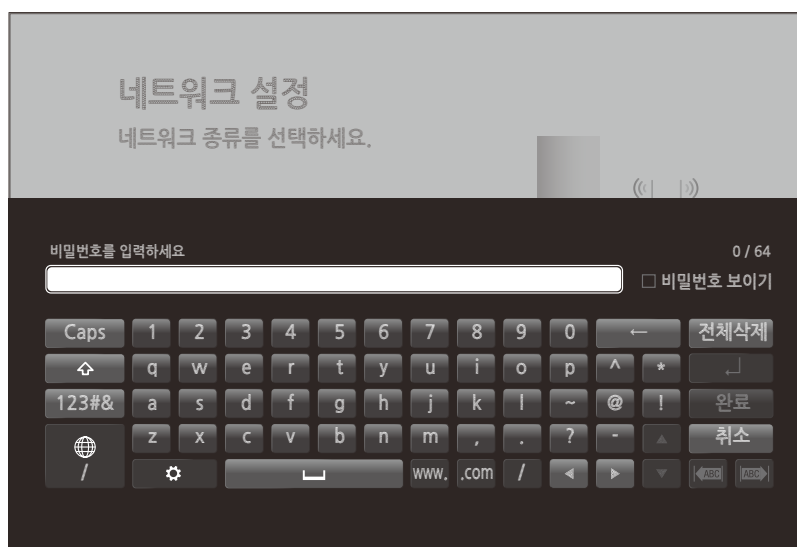 네트워크 설정
네트워크 종류를 선택하세요.
비밀번호를 입력하세요 0 / 64
비밀번호 보이기
Caps 1 2 3 4 5 6 7 8 9 0 ← 전체삭제
q w e r t y u i o p ^ *
123#& a s d f g h j k l ~ @ ! 완료
z x c v b n m , . ? - 취소
/ www. .com / ABC ABC